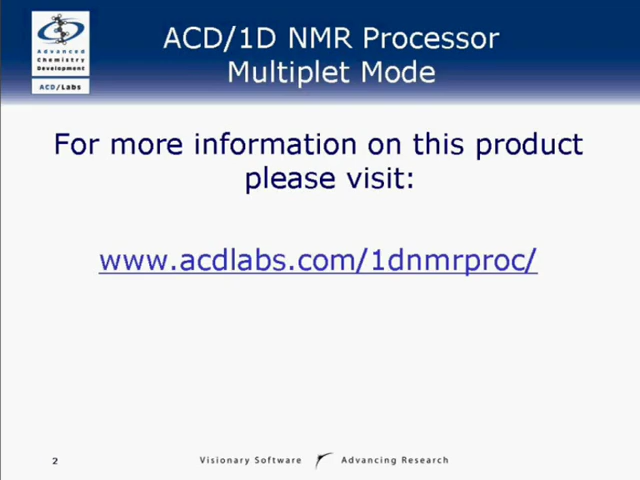 Advanced
Chemistry
Development
ACD/Labs
ACD/1D NMR Processor
Multiplet Mode
For more information on this product
please visit:
www.acdlabs.com/1dnmrproc/
2
Visionary Software Advancing Research